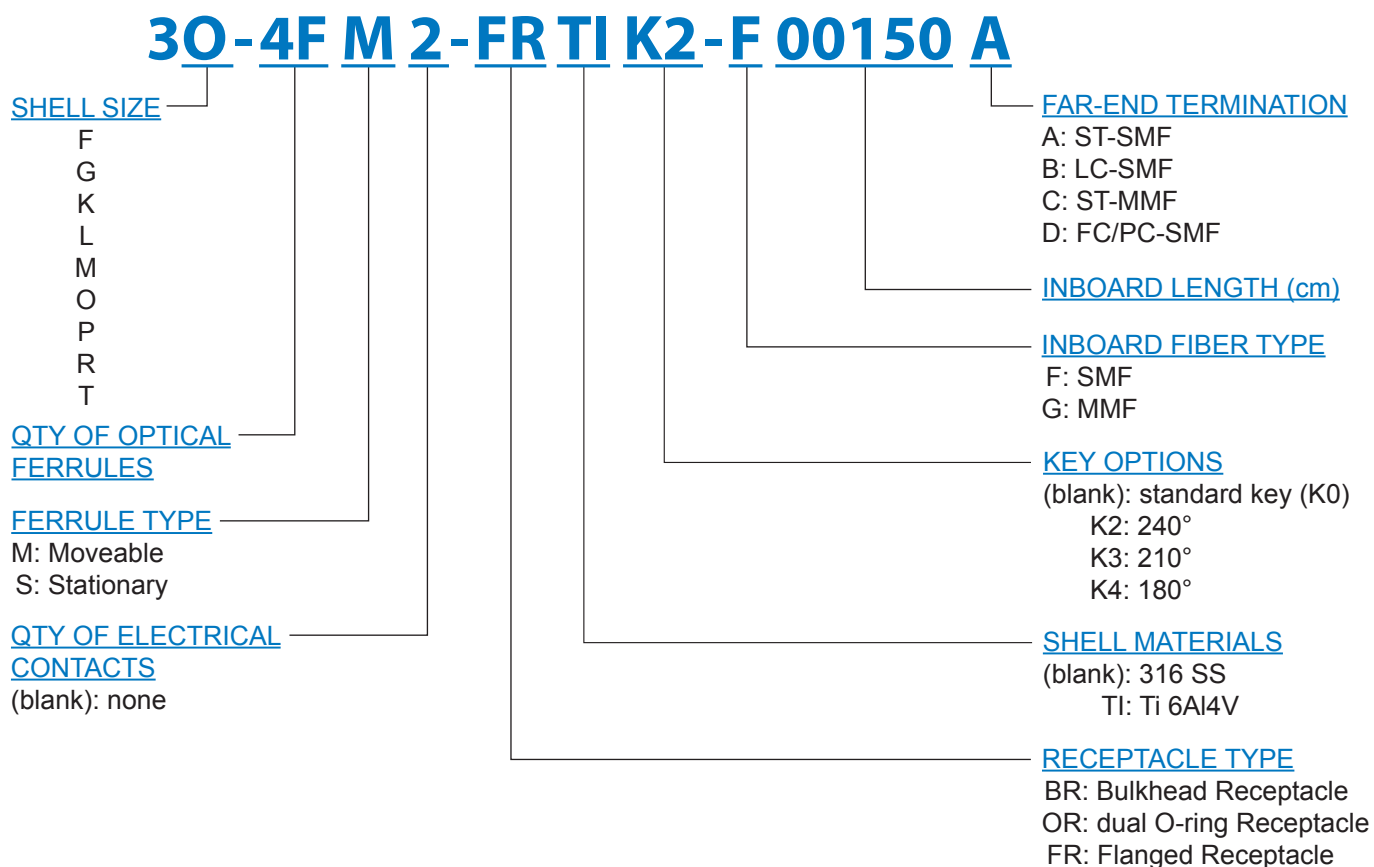 3O-4F M 2-FR TI K2-F 00150 A
SHELL SIZE
F
G
K
L
M
O
P
R
T
QTY OF OPTICAL
FERRULES
FERRULE TYPE
M: Moveable
S: Stationary
QTY OF ELECTRICAL
CONTACTS
(blank): none
FAR-END TERMINATION
A: ST-SMF
B: LC-SMF
C: ST-MMF
D: FC/PC-SMF
INBOARD LENGTH (cm)
INBOARD FIBER TYPE
F: SMF
G: MMF
KEY OPTIONS
(blank): standard key (K0)
K2: 240°
K3: 210°
K4: 180°
SHELL MATERIALS
(blank): 316 SS
TI: Ti 6Al4V
RECEPTACLE TYPE
BR: Bulkhead Receptacle
OR: dual O-ring Receptacle
FR: Flanged Receptacle